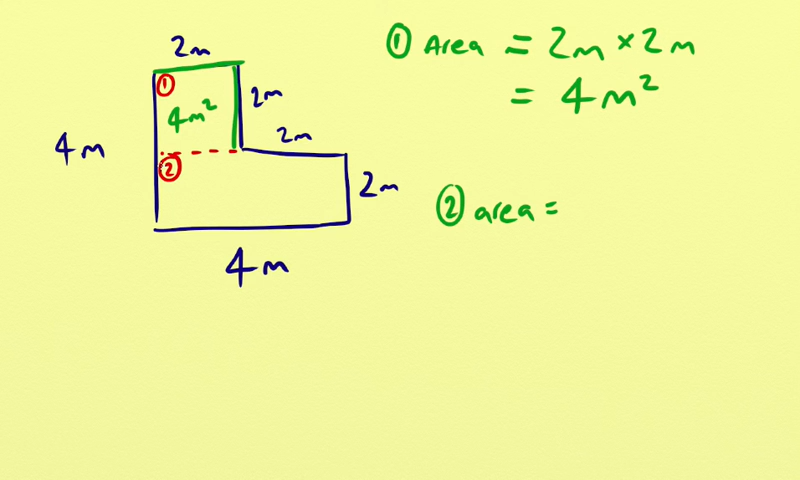 2m
① Area = 2m × 2m
①
4m²
2m
= 4m²
4m
2m
②
2m
② area =
4m